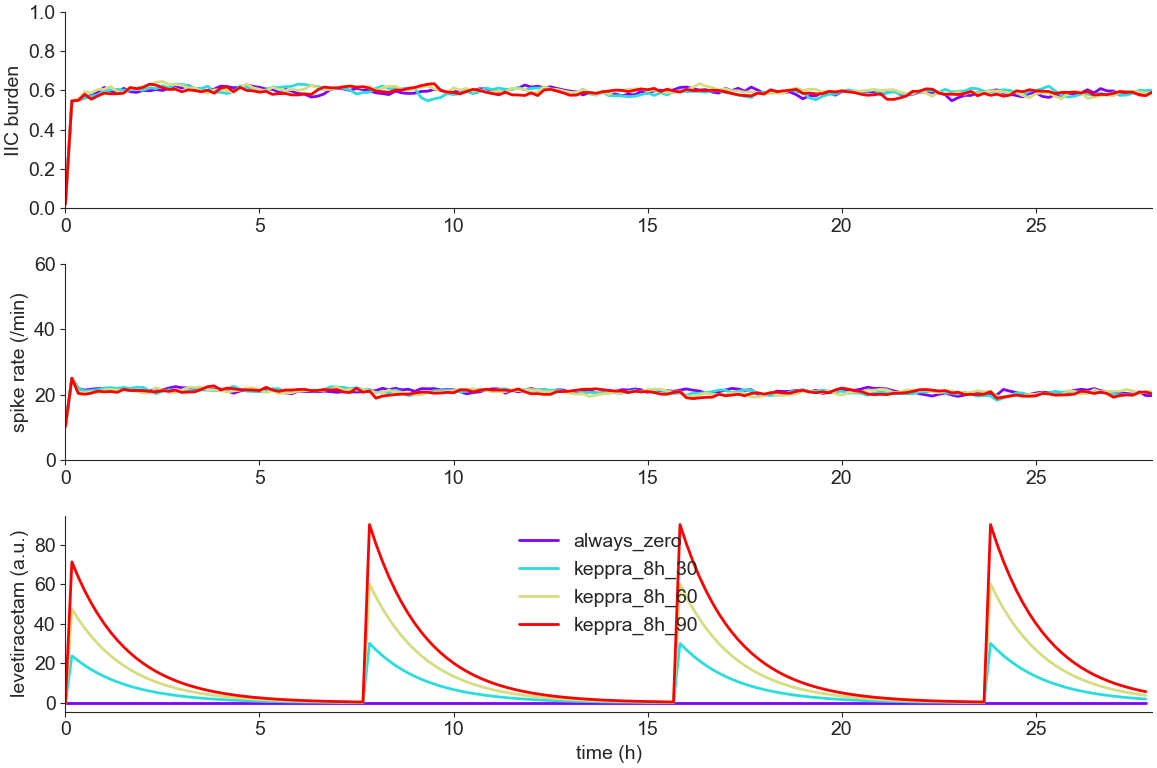 1.0
0.8
0.6
0.4
0.2
0.0
IIC burden
0 5 10 15 20 25
60
40
20
0
spike rate (/min)
0 5 10 15 20 25
80
60
40
20
0
levetiracetam (a.u.)
always_zero
keppra_8h_30
keppra_8h_60
keppra_8h_90
0 5 10 15 20 25
time (h)